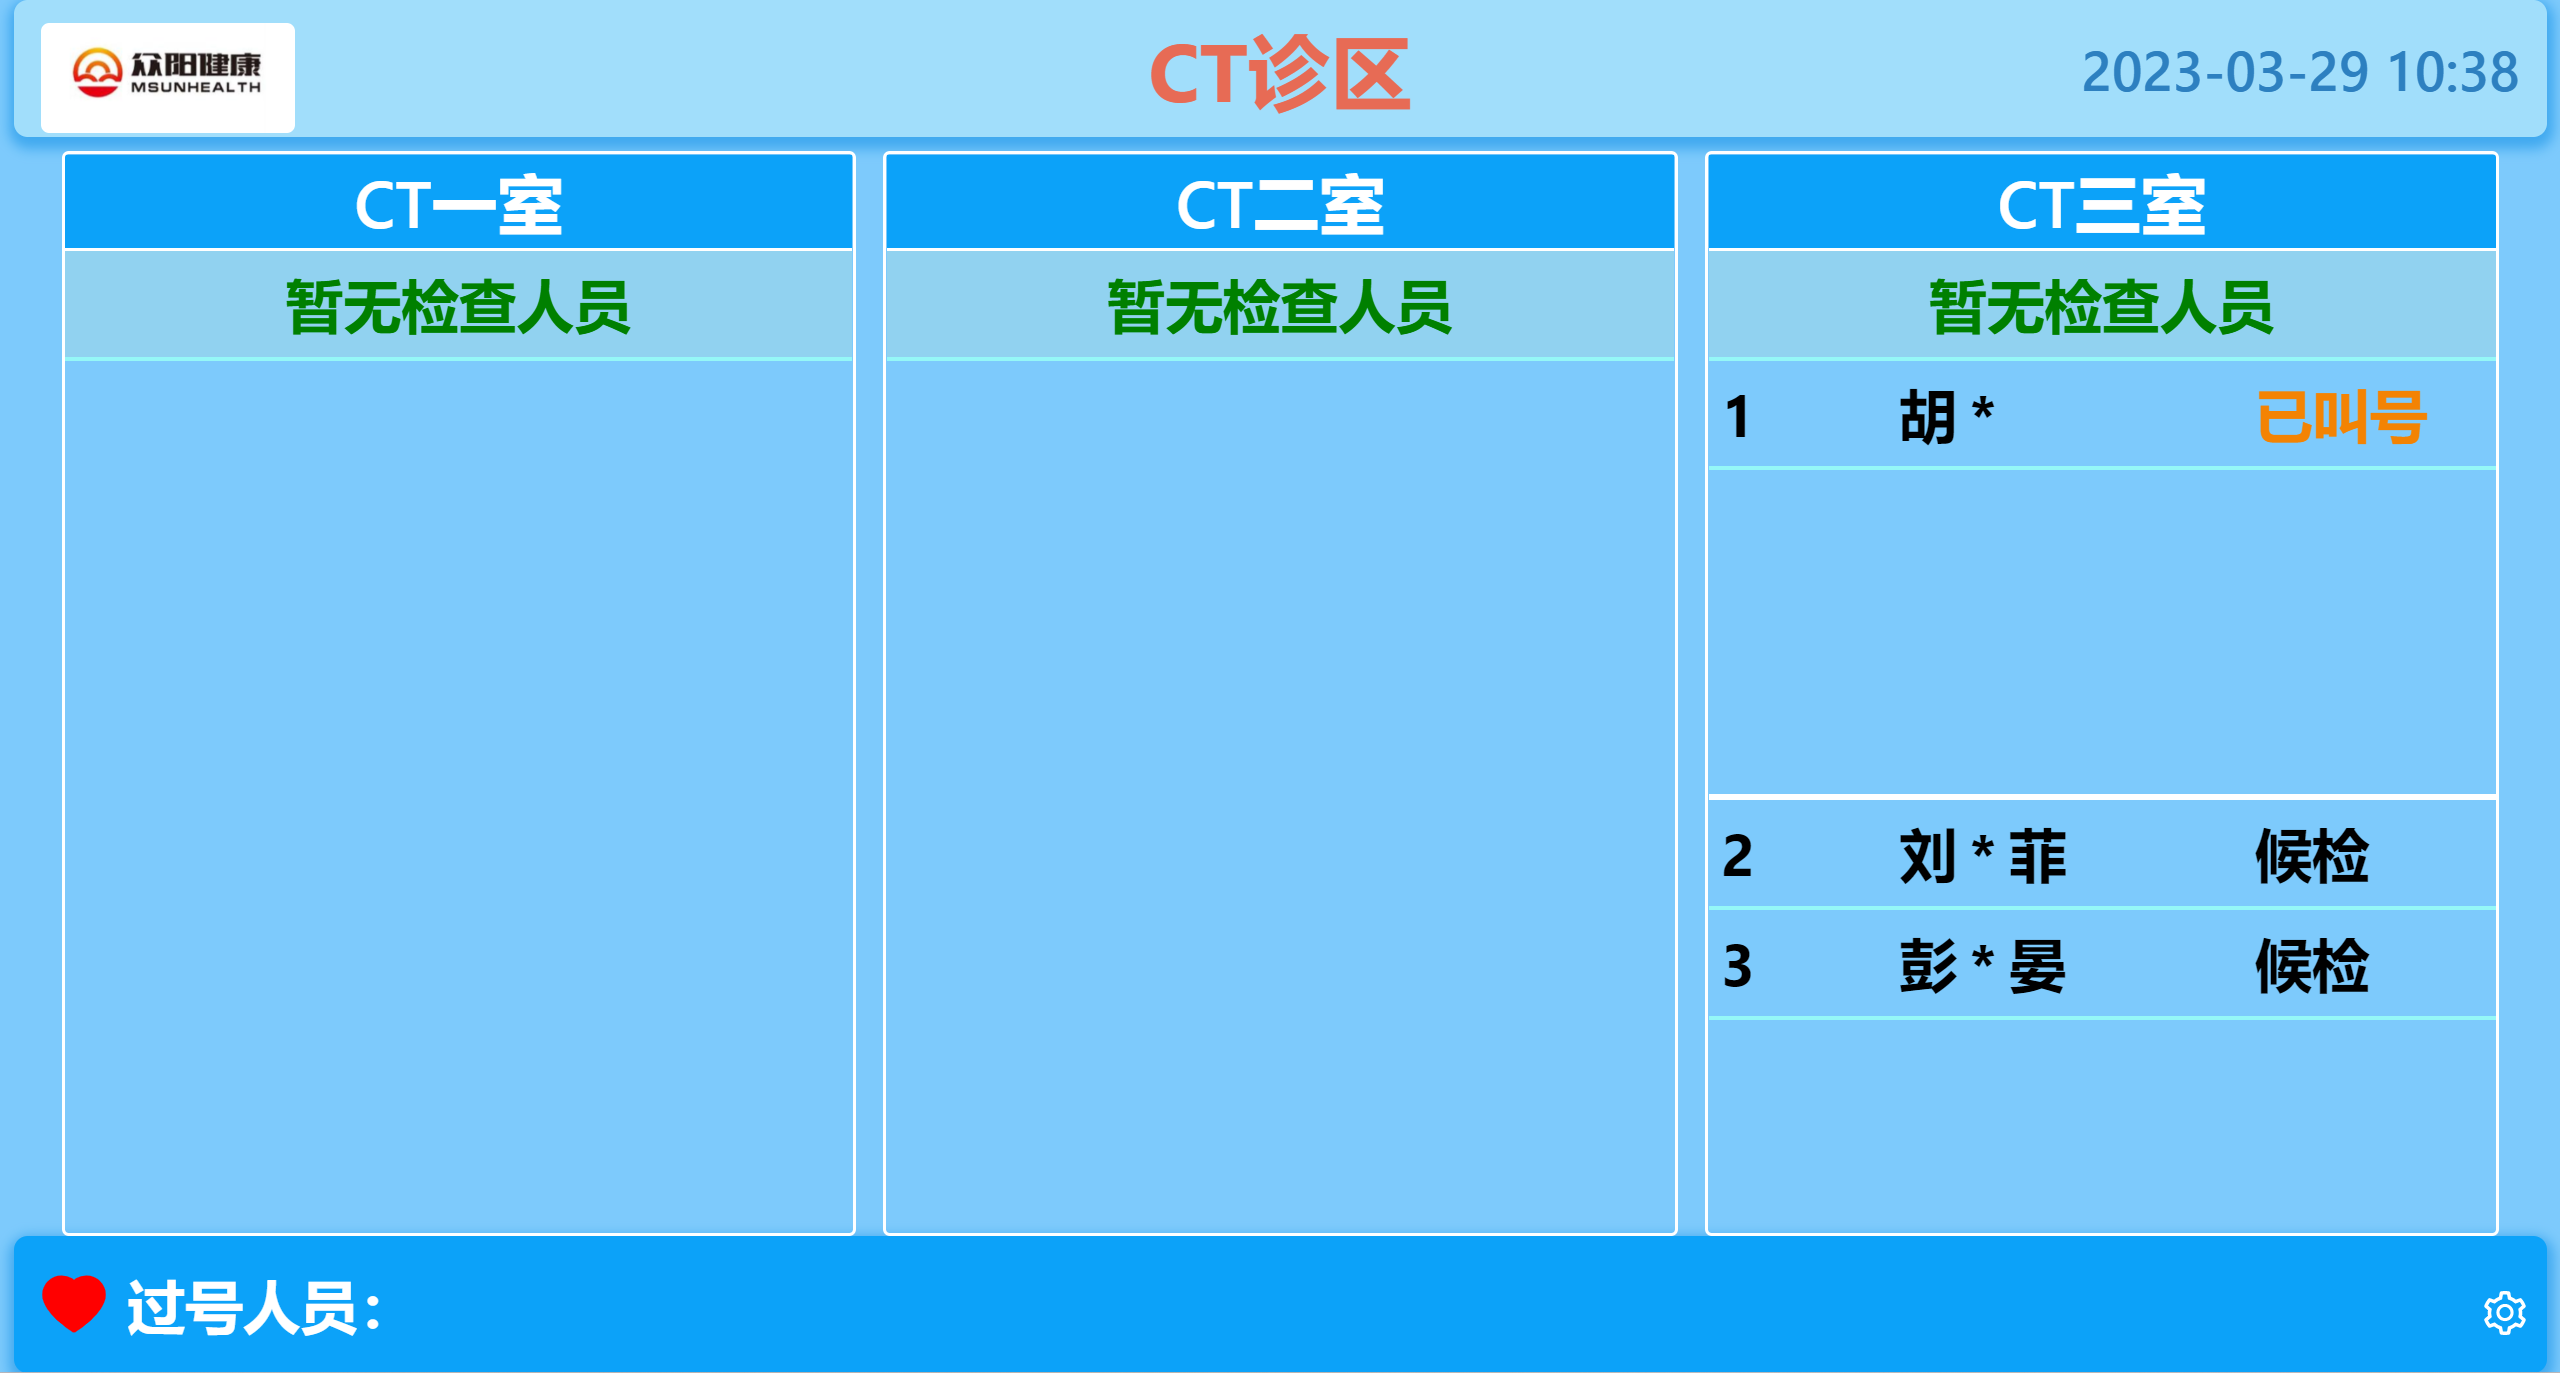 众阳健康
MSUNHEALTH
CT诊区
2023-03-29 10:38
CT一室
暂无检查人员
CT二室
暂无检查人员
CT三室
暂无检查人员
1 胡* 已叫号
2 刘*菲 候检
3 彭*晏 候检
过号人员：